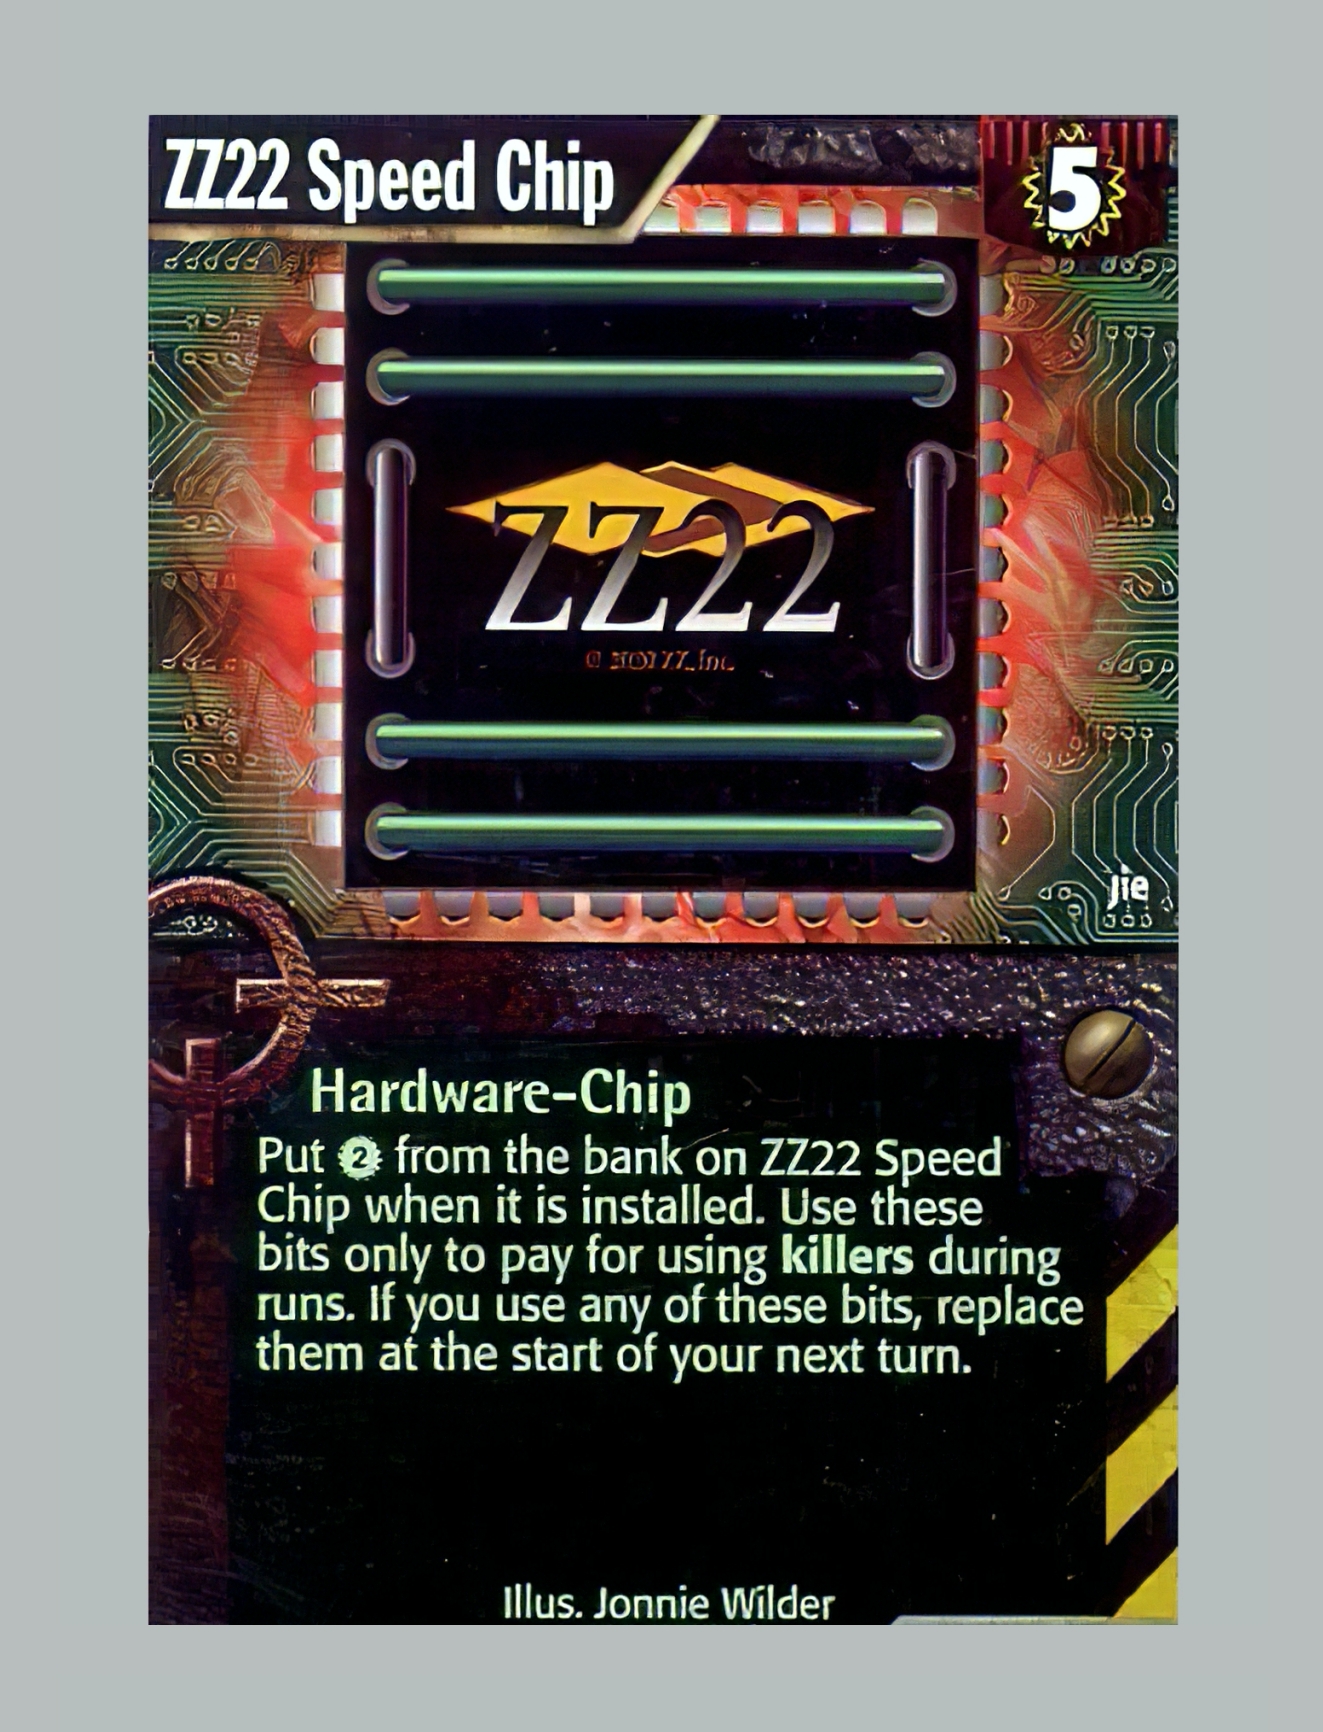 ZZ22 Speed Chip
5
ZZ22
jie
Hardware-Chip
Put 2 from the bank on ZZ22 Speed
Chip when it is installed. Use these
bits only to pay for using killers during
runs. If you use any of these bits, replace
them at the start of your next turn.
Illus. Jonnie Wilder